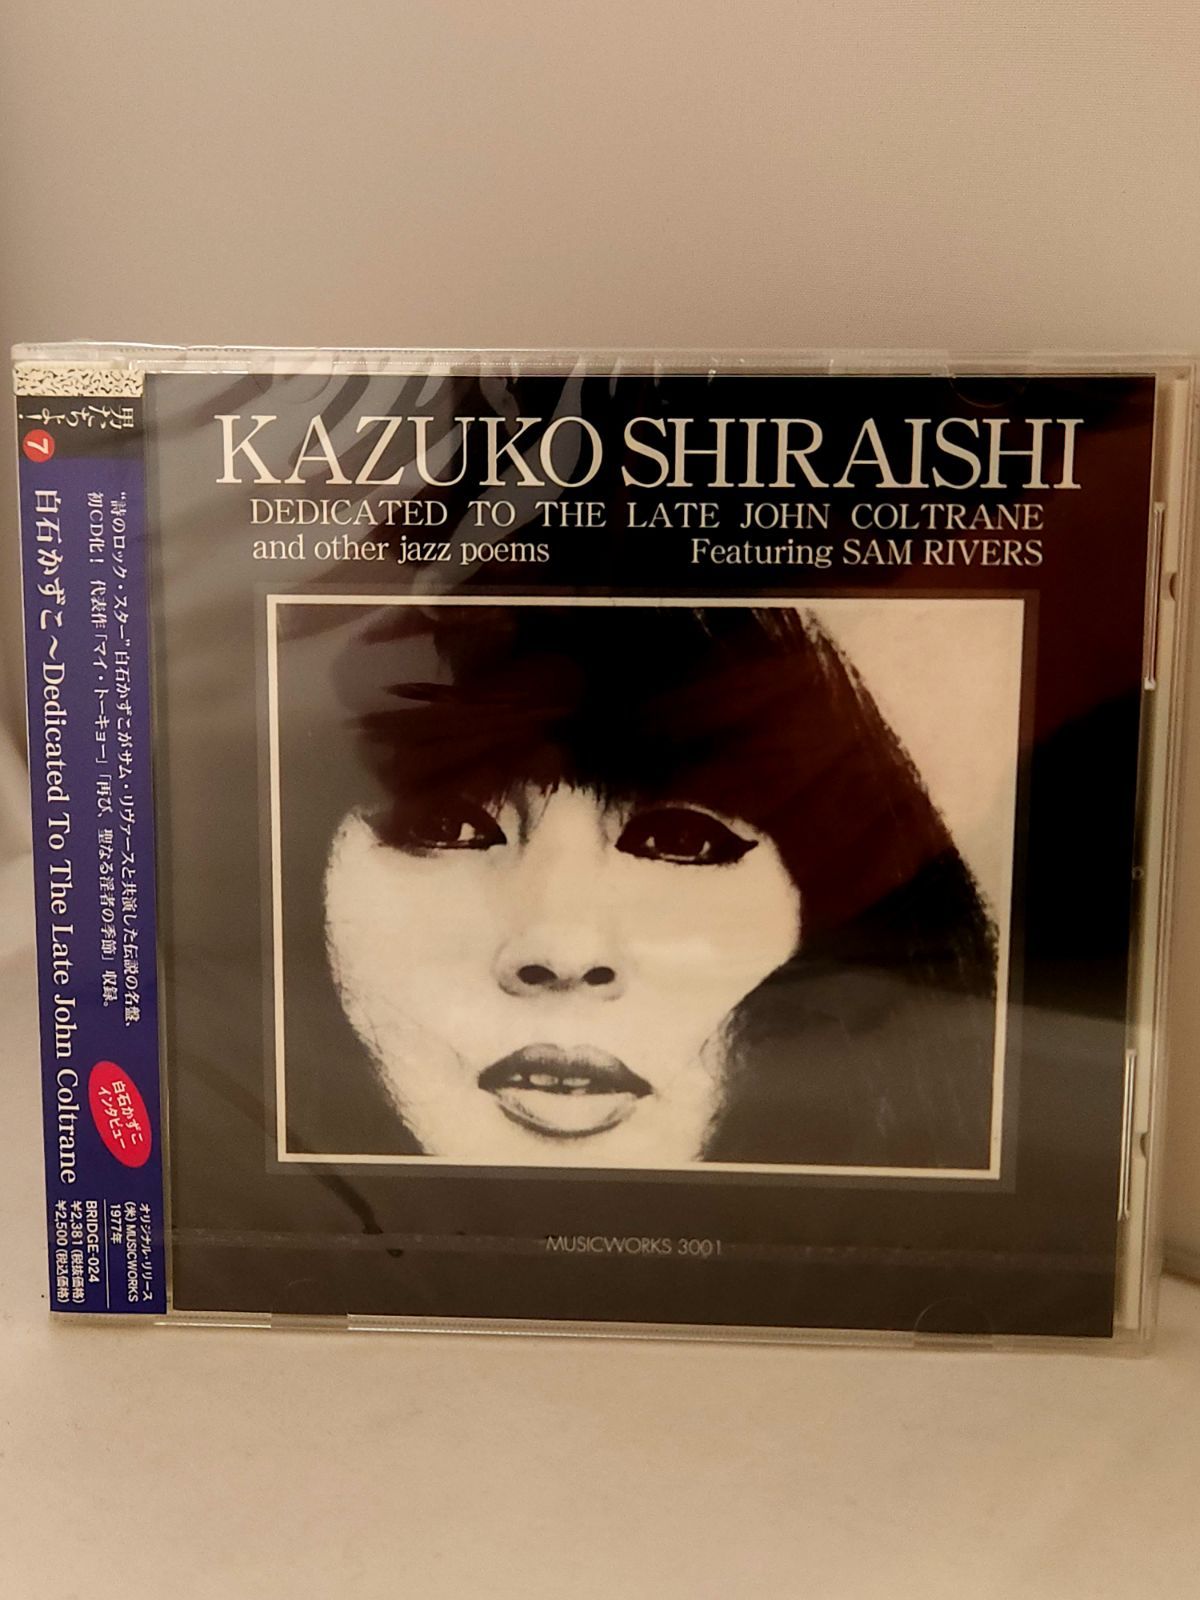 KAZUKO SHIRAISHI
DEDICATED TO THE LATE JOHN COLTRANE
and other jazz poems
Featuring SAM RIVERS
MUSICWORKS 3001
男たちよ!
7
“詩のロック・スター”白石かずこがサム・リヴァースと共演した伝説の名盤、
初CD化! 代表作「マイ・トーキョー」「再び、聖なる淫者の季節」収録。
白石かずこ〜Dedicated To The Late John Coltrane
白石かずこ
インタビュー
オリジナル・リリース
(米) MUSICWORKS
1977年
BRIDGE-024
¥2,381 (税抜価格)
¥2,500 (税込価格)